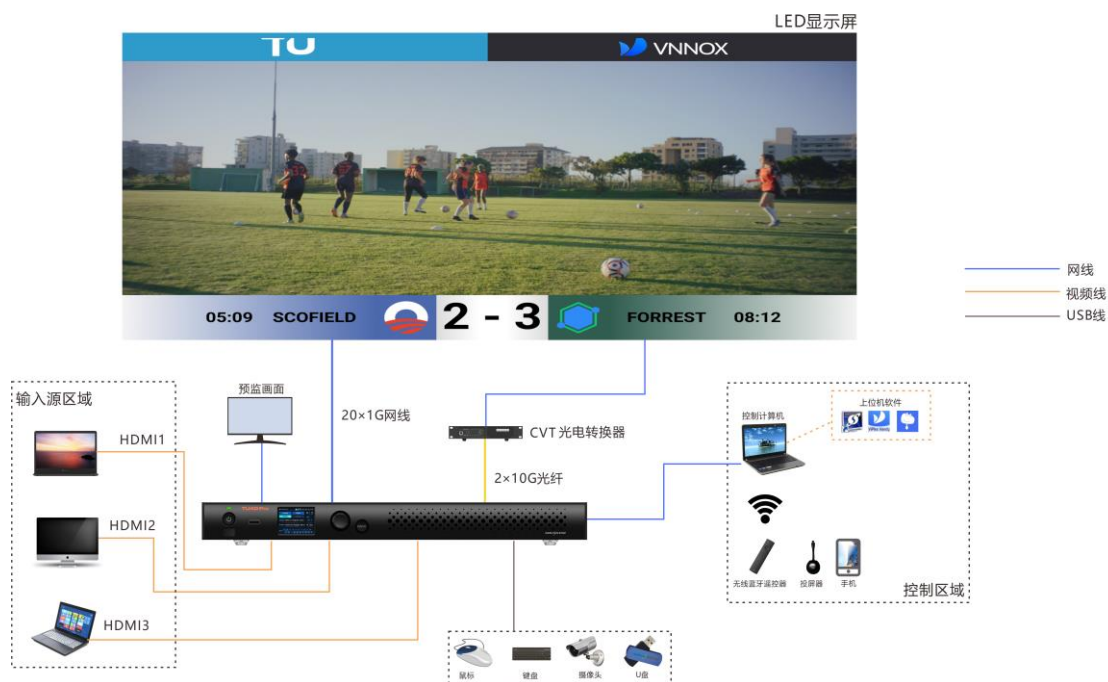 LED显示屏
TU
VNNOX
05:09 SCOFIELD 2 - 3 FORREST 08:12
网线
视频线
USB线
输入源区域
HDMI1
HDMI2
HDMI3
预监画面
20×1G网线
CVT光电转换器
2×10G光纤
控制计算机
上位机软件
无线蓝牙遥控器
投屏器
手机
控制区域
鼠标
键盘
摄像头
U盘